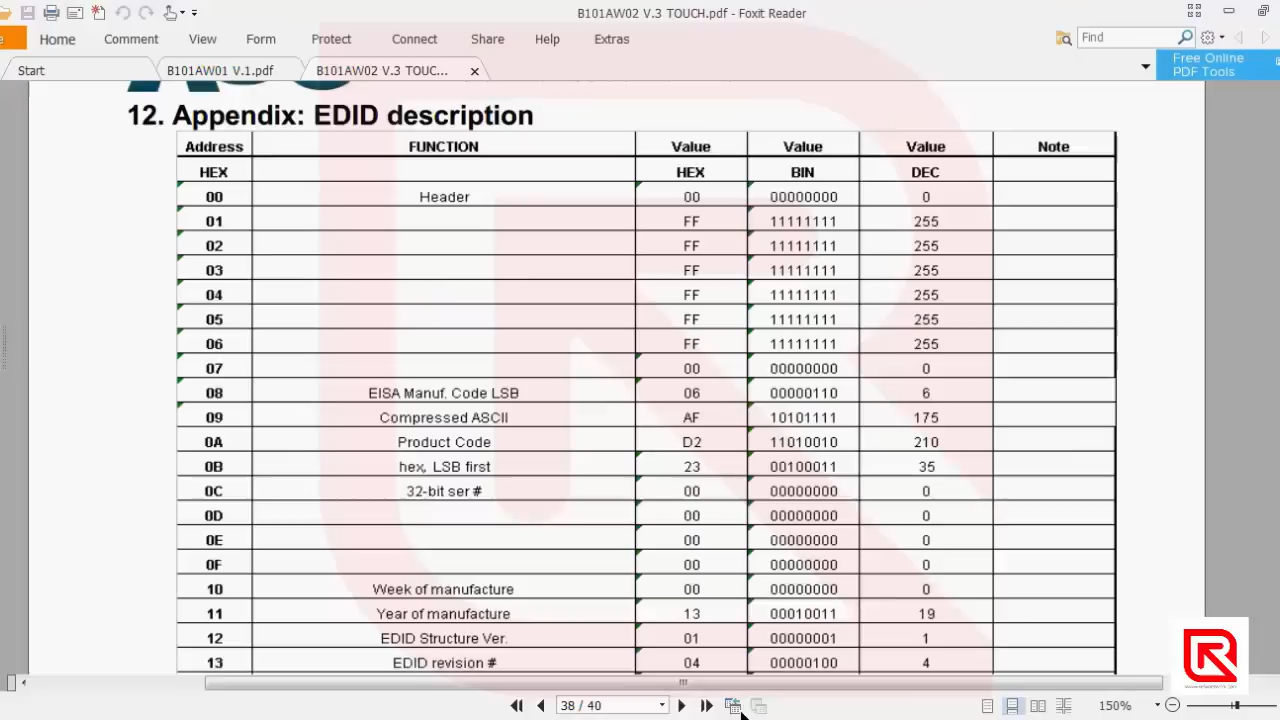 B101AW02 V.3 TOUCH.pdf - Foxit Reader
Home Comment View Form Protect Connect Share Help Extras
Find
Start B101AW01 V.1.pdf B101AW02 V.3 TOUC...
Free Online
PDF Tools
12. Appendix: EDID description
Address FUNCTION Value Value Value Note
HEX HEX BIN DEC
00 Header 00 00000000 0
01 FF 11111111 255
02 FF 11111111 255
03 FF 11111111 255
04 FF 11111111 255
05 FF 11111111 255
06 FF 11111111 255
07 00 00000000 0
08 EISA Manuf. Code LSB 06 00000110 6
09 Compressed ASCII AF 10101111 175
0A Product Code D2 11010010 210
0B hex, LSB first 23 00100011 35
0C 32-bit ser # 00 00000000 0
0D 00 00000000 0
0E 00 00000000 0
0F 00 00000000 0
10 Week of manufacture 00 00000000 0
11 Year of manufacture 13 00010011 19
12 EDID Structure Ver. 01 00000001 1
13 EDID revision # 04 00000100 4
38 / 40
150%